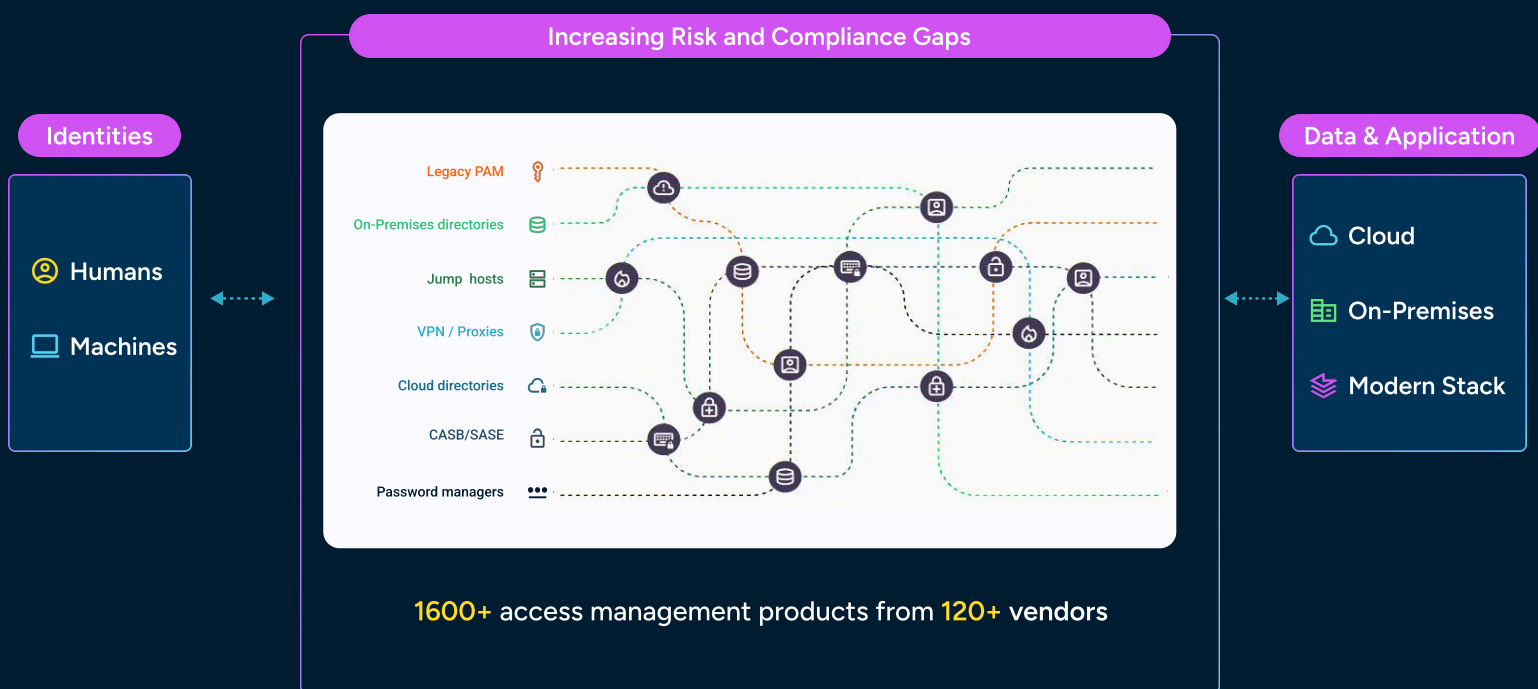 Increasing Risk and Compliance Gaps
Identities
Humans
Machines
Legacy PAM
On-Premises directories
Jump hosts
VPN / Proxies
Cloud directories
CASB/SASE
Password managers
1600+ access management products from 120+ vendors
Data & Application
Cloud
On-Premises
Modern Stack